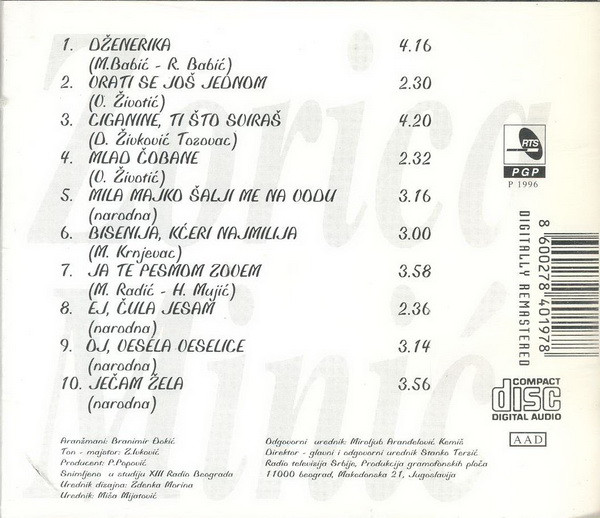 Zorica
Minić
1. DŽENERIKA 4.16
(M.Babić - R. Babić)
2. VRATI SE JOŠ JEDNOM 2.30
(V. Životić)
3. CIGANINE, TI ŠTO SVIRAŠ 4.20
(D. Živković Tozovac)
4. MLAD ČOBANE 2.32
(V. Životić)
5. MILA MAJKO ŠALJI ME NA VODU 3.16
(narodna)
6. BISENIJA, KĆERI NAJMILIJA 3.00
(M. Krnjevac)
7. JA TE PESMOM ZOVEM 3.58
(M. Radić - H. Mujić)
8. EJ, ČULA JESAM 2.36
(narodna)
9. OJ, VESELA VESELICE 3.14
(narodna)
10. JEČAM ŽELA 3.56
(narodna)
RTS
PGP
P 1996
DIGITALLY REMASTERED
8 600278 401978
COMPACT
disc
DIGITAL AUDIO
AAD
Aranžmani: Branimir Đokić
Ton - majstor: Z.Ivković
Producent: P.Popović
Snimljeno u studiju XIII Radio Beograda
Urednik dizajna: Zdenka Morina
Urednik: Miša Mijatović
Odgovorni urednik: Miroljub Aranđelović Kemiš
Direktor - glavni i odgovorni urednik Stanko Terzić
Radio televizija Srbije, Produkcija gramofonskih ploča
11000 beograd, Makedonska 21, Jugoslavija